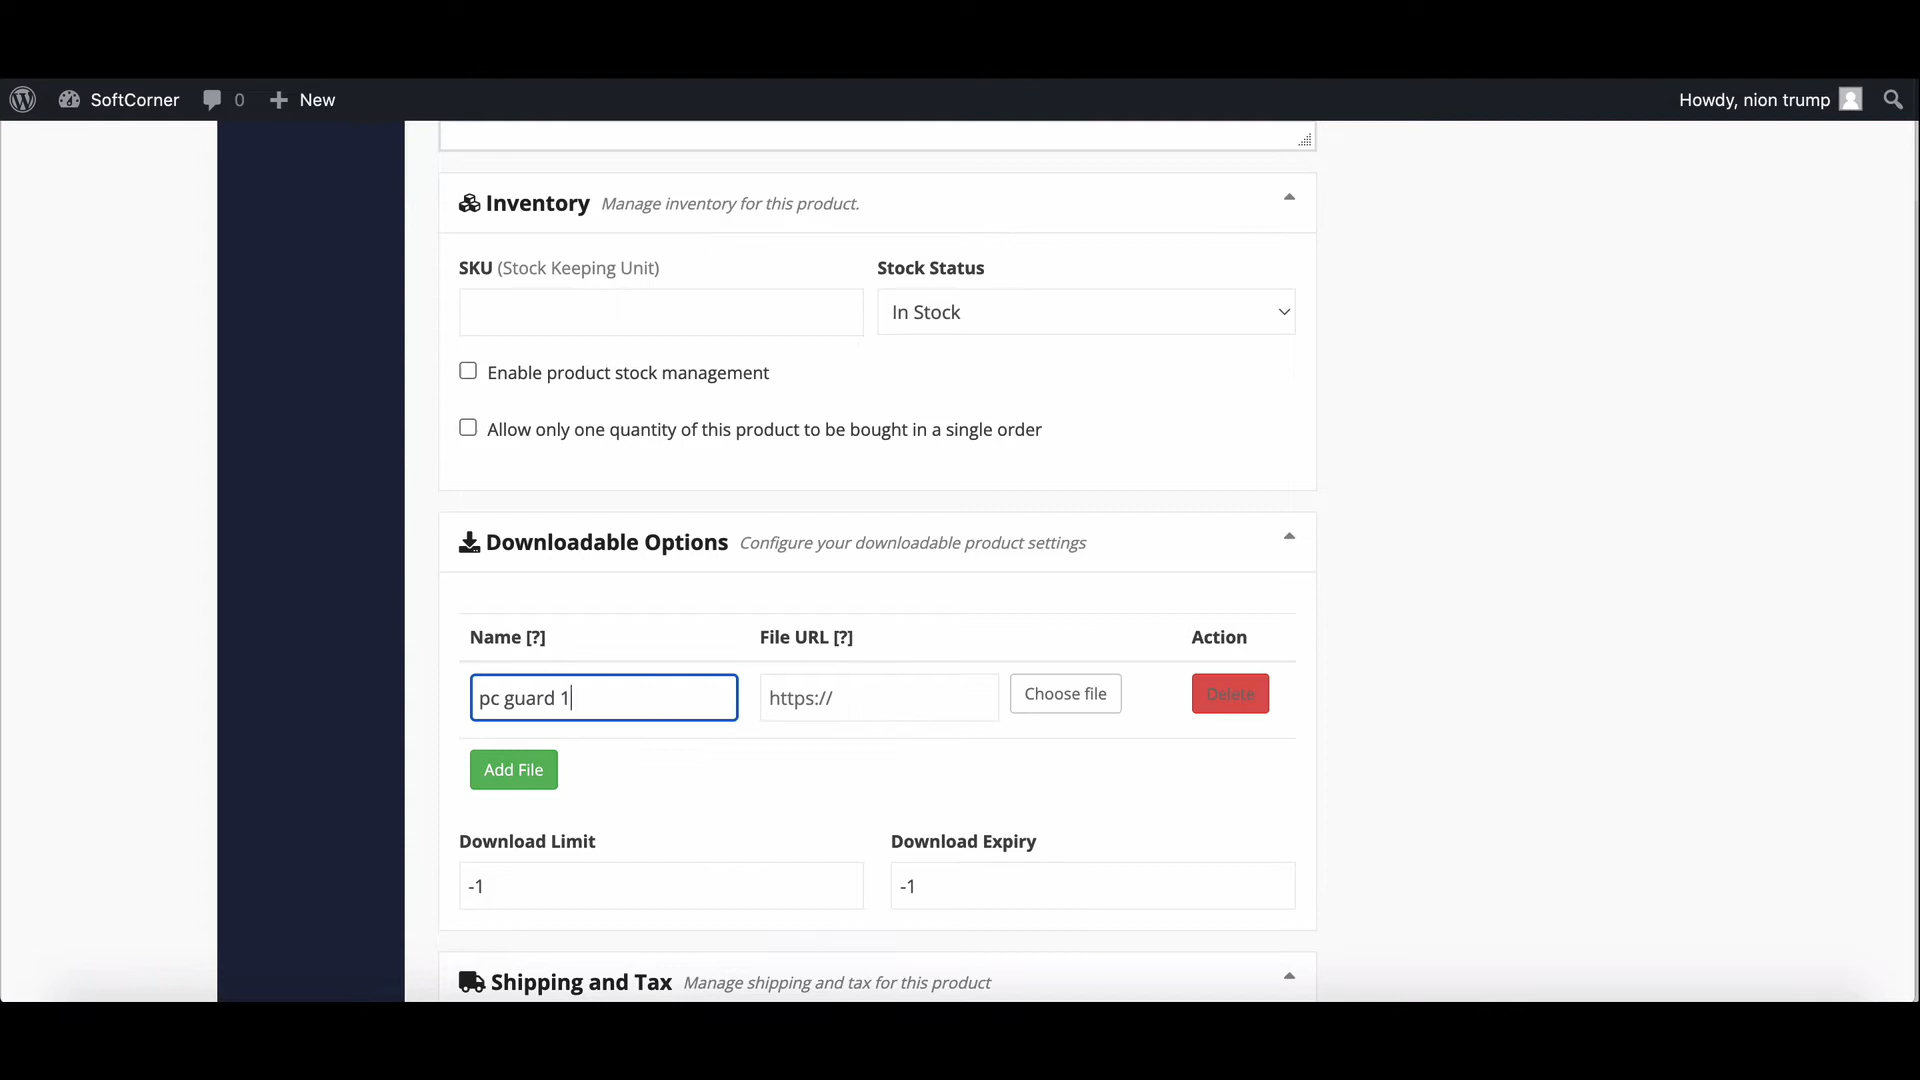 SoftCorner 0 New Howdy, nion trump
Inventory Manage inventory for this product.
SKU (Stock Keeping Unit) Stock Status
In Stock
Enable product stock management
Allow only one quantity of this product to be bought in a single order
Downloadable Options Configure your downloadable product settings
Name [?] File URL [?] Action
pc guard 1 https:// Choose file Delete
Add File
Download Limit Download Expiry
-1 -1
Shipping and Tax Manage shipping and tax for this product